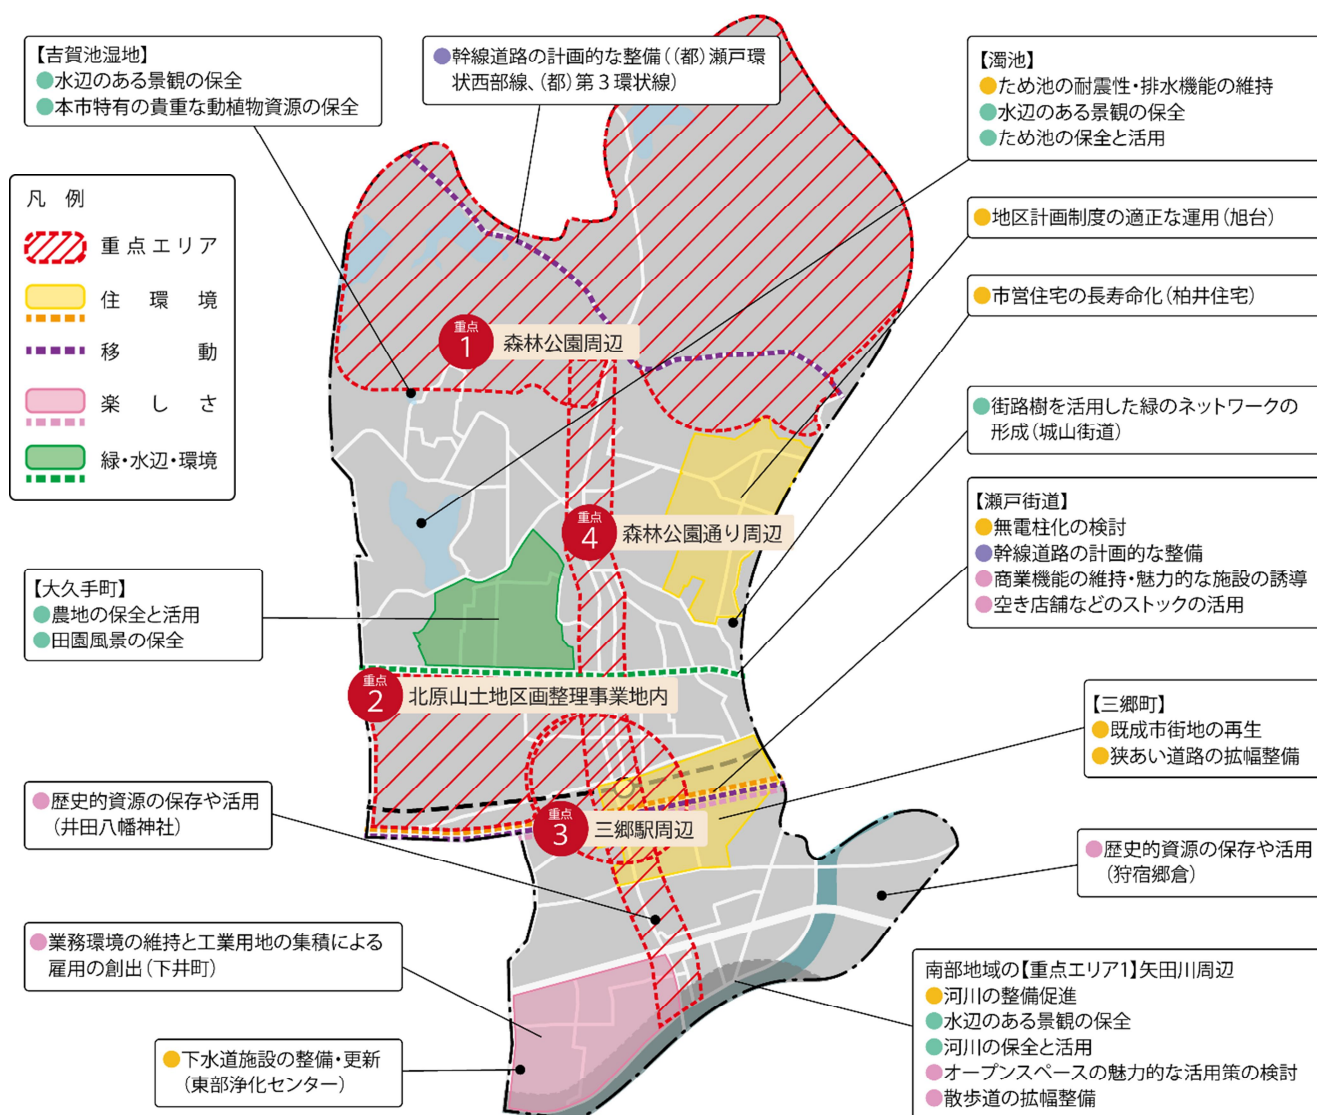 【吉賀池湿地】
●水辺のある景観の保全
●本市特有の貴重な動植物資源の保全
●幹線道路の計画的な整備((都)瀬戸環
状西部線、(都)第3環状線)
【濁池】
●ため池の耐震性・排水機能の維持
●水辺のある景観の保全
●ため池の保全と活用
凡 例
重点エリア
住環境
移動
楽しさ
緑・水辺・環境
●地区計画制度の適正な運用(旭台)
●市営住宅の長寿命化(柏井住宅)
●街路樹を活用した緑のネットワークの
形成(城山街道)
【瀬戸街道】
●無電柱化の検討
●幹線道路の計画的な整備
●商業機能の維持・魅力的な施設の誘導
●空き店舗などのストックの活用
重点
1
森林公園周辺
重点
4
森林公園通り周辺
【大久手町】
●農地の保全と活用
●田園風景の保全
重点
2
北原山土地区画整理事業地内
【三郷町】
●既成市街地の再生
●狭あい道路の拡幅整備
●歴史的資源の保存や活用
(井田八幡神社)
重点
3
三郷駅周辺
●歴史的資源の保存や活用
(狩宿郷倉)
●業務環境の維持と工業用地の集積による
雇用の創出(下井町)
南部地域の【重点エリア1】矢田川周辺
●河川の整備促進
●水辺のある景観の保全
●河川の保全と活用
●オープンスペースの魅力的な活用策の検討
●散歩道の拡幅整備
●下水道施設の整備・更新
(東部浄化センター)